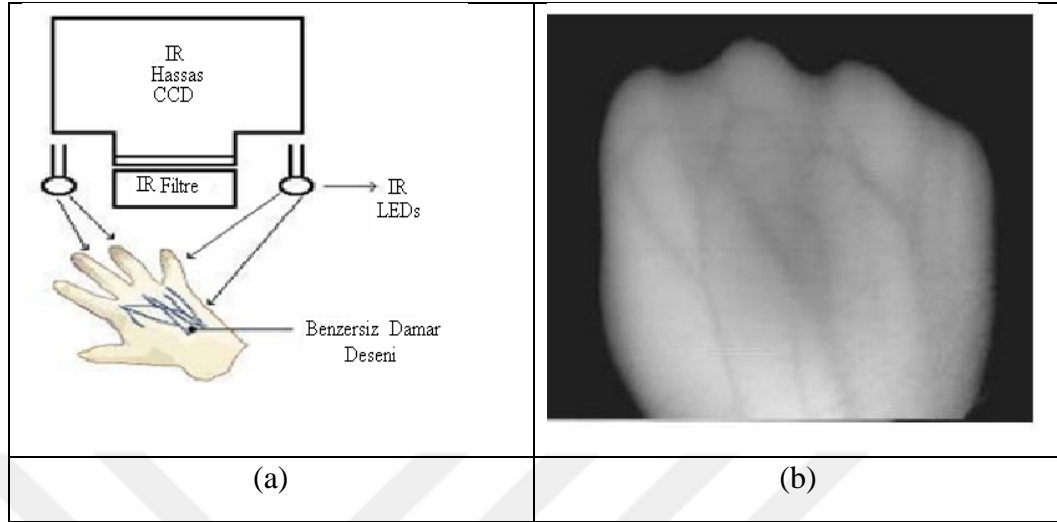 IR
Hassas
CCD
IR Filtre
IR
LEDs
Benzersiz Damar
Deseni
(a)
(b)